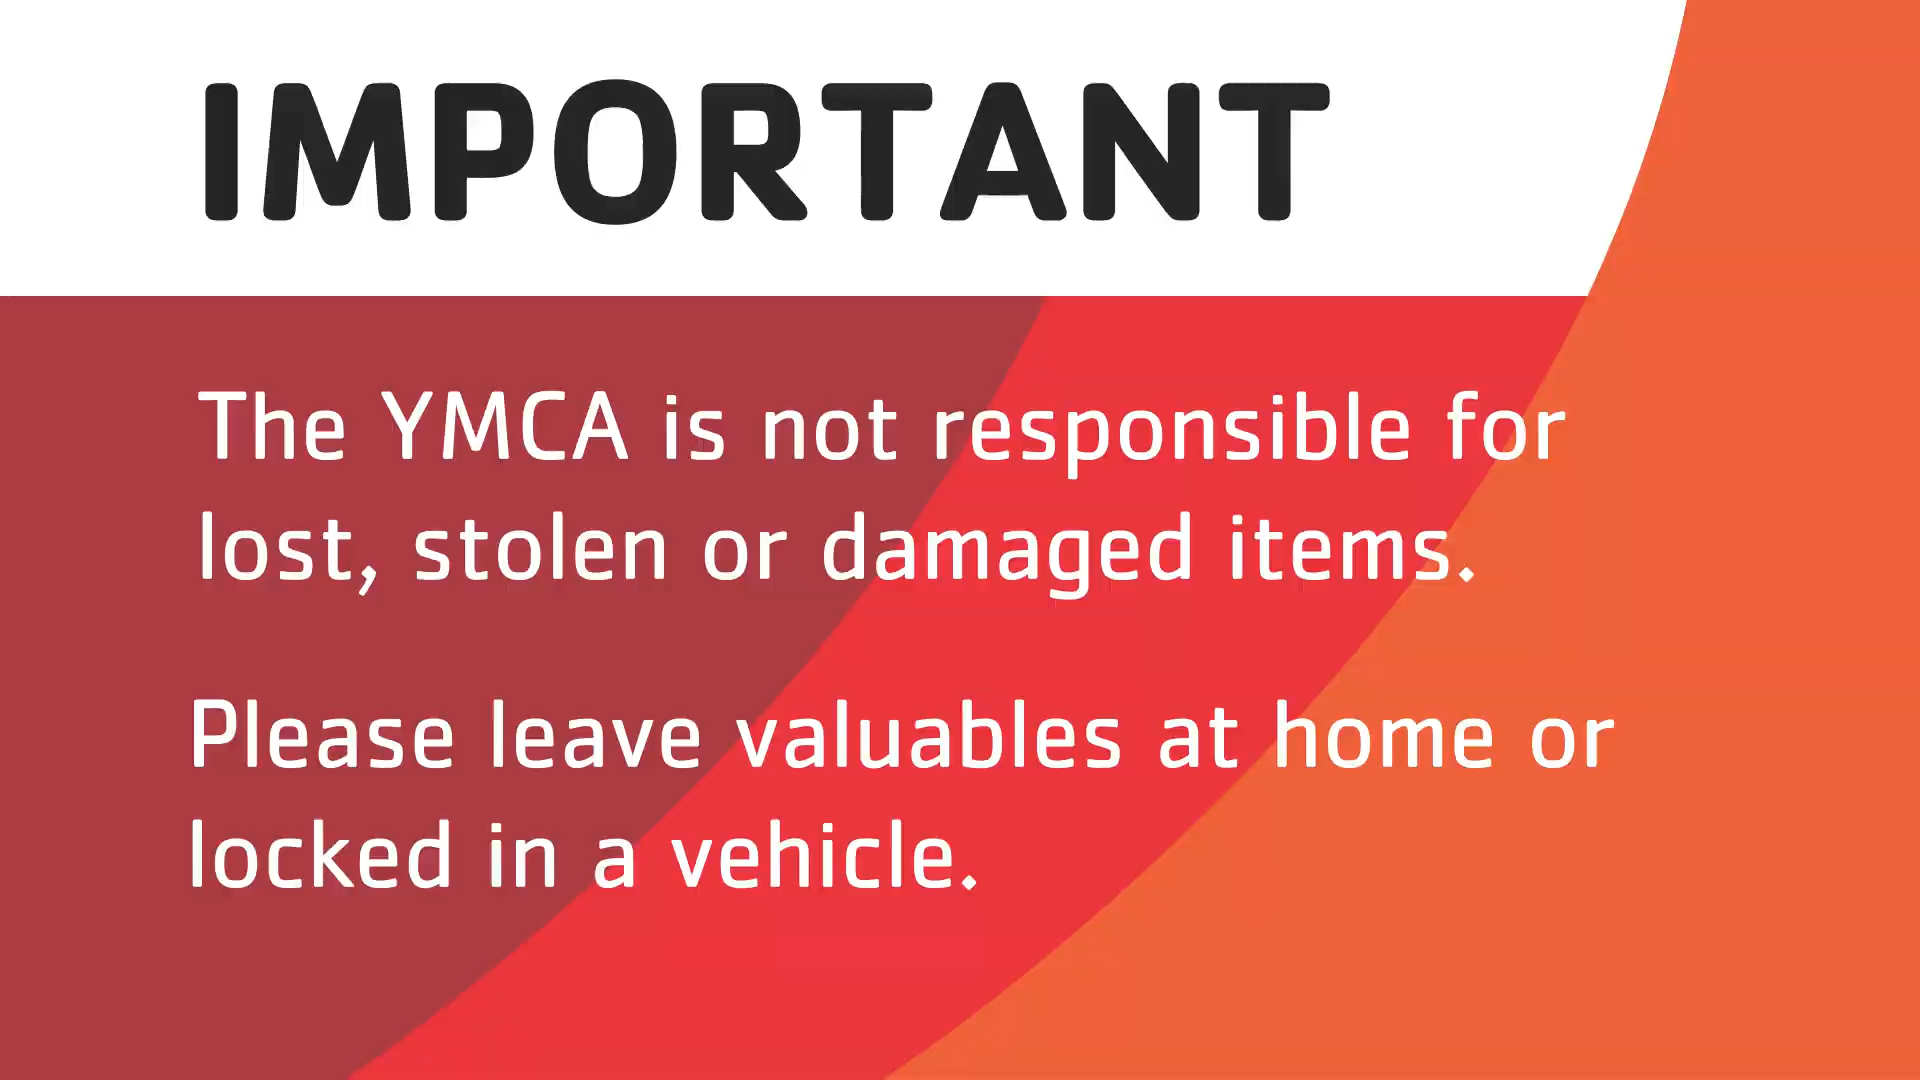 IMPORTANT
The YMCA is not responsible for
lost, stolen or damaged items.
Please leave valuables at home or
locked in a vehicle.